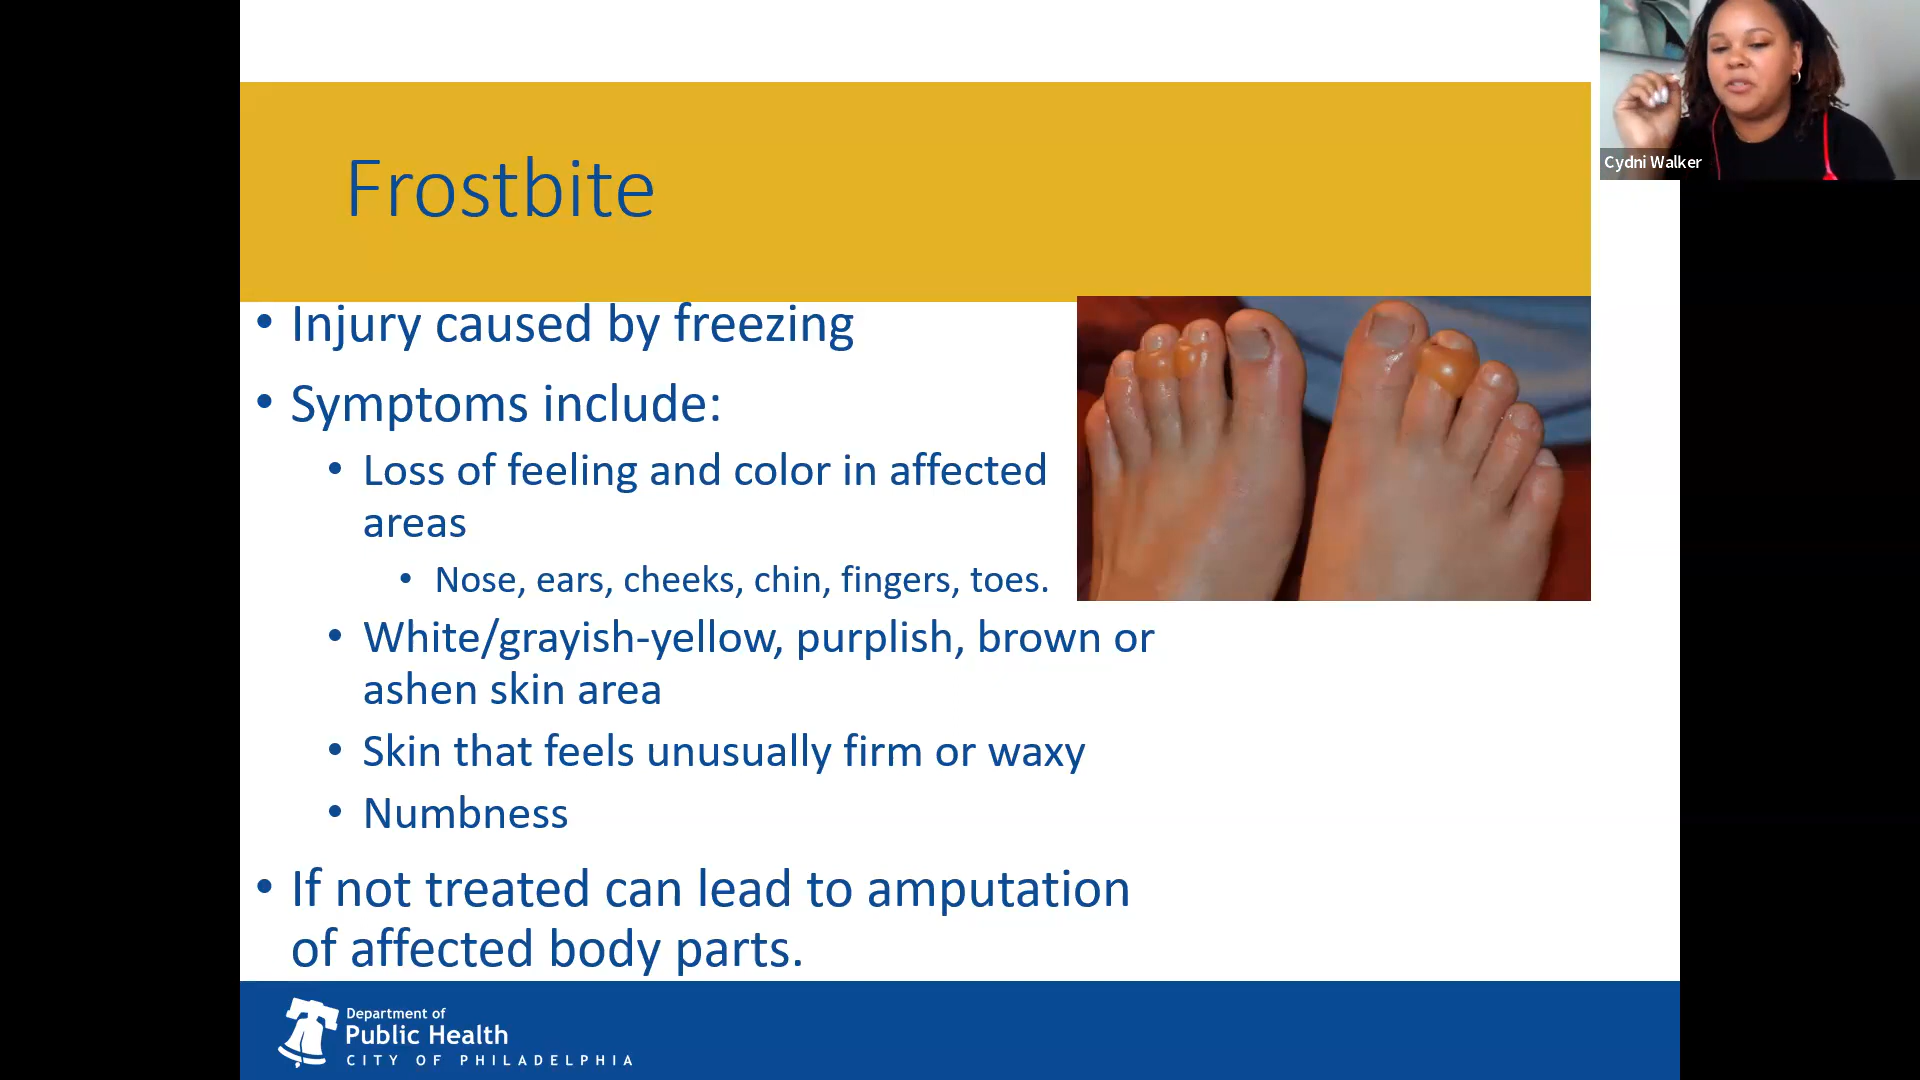 Frostbite
Cydni Walker
• Injury caused by freezing
• Symptoms include:
• Loss of feeling and color in affected
areas
• Nose, ears, cheeks, chin, fingers, toes.
• White/grayish-yellow, purplish, brown or
ashen skin area
• Skin that feels unusually firm or waxy
• Numbness
• If not treated can lead to amputation
of affected body parts.
Department of
Public Health
CITY OF PHILADELPHIA